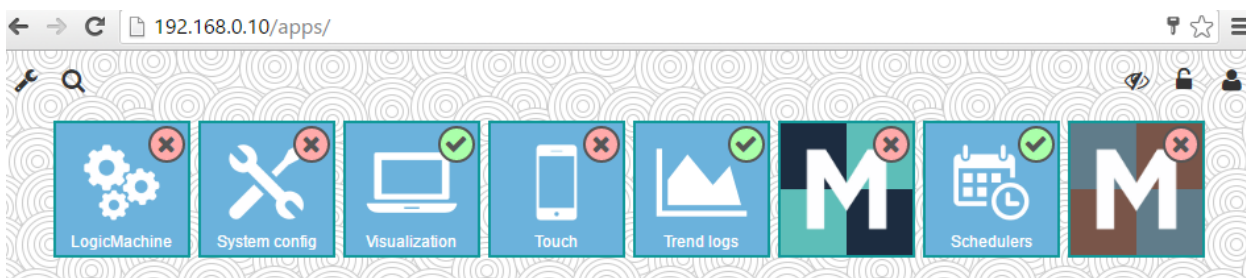 192.168.0.10/apps/
LogicMachine System config Visualization Touch Trend logs M Schedulers M